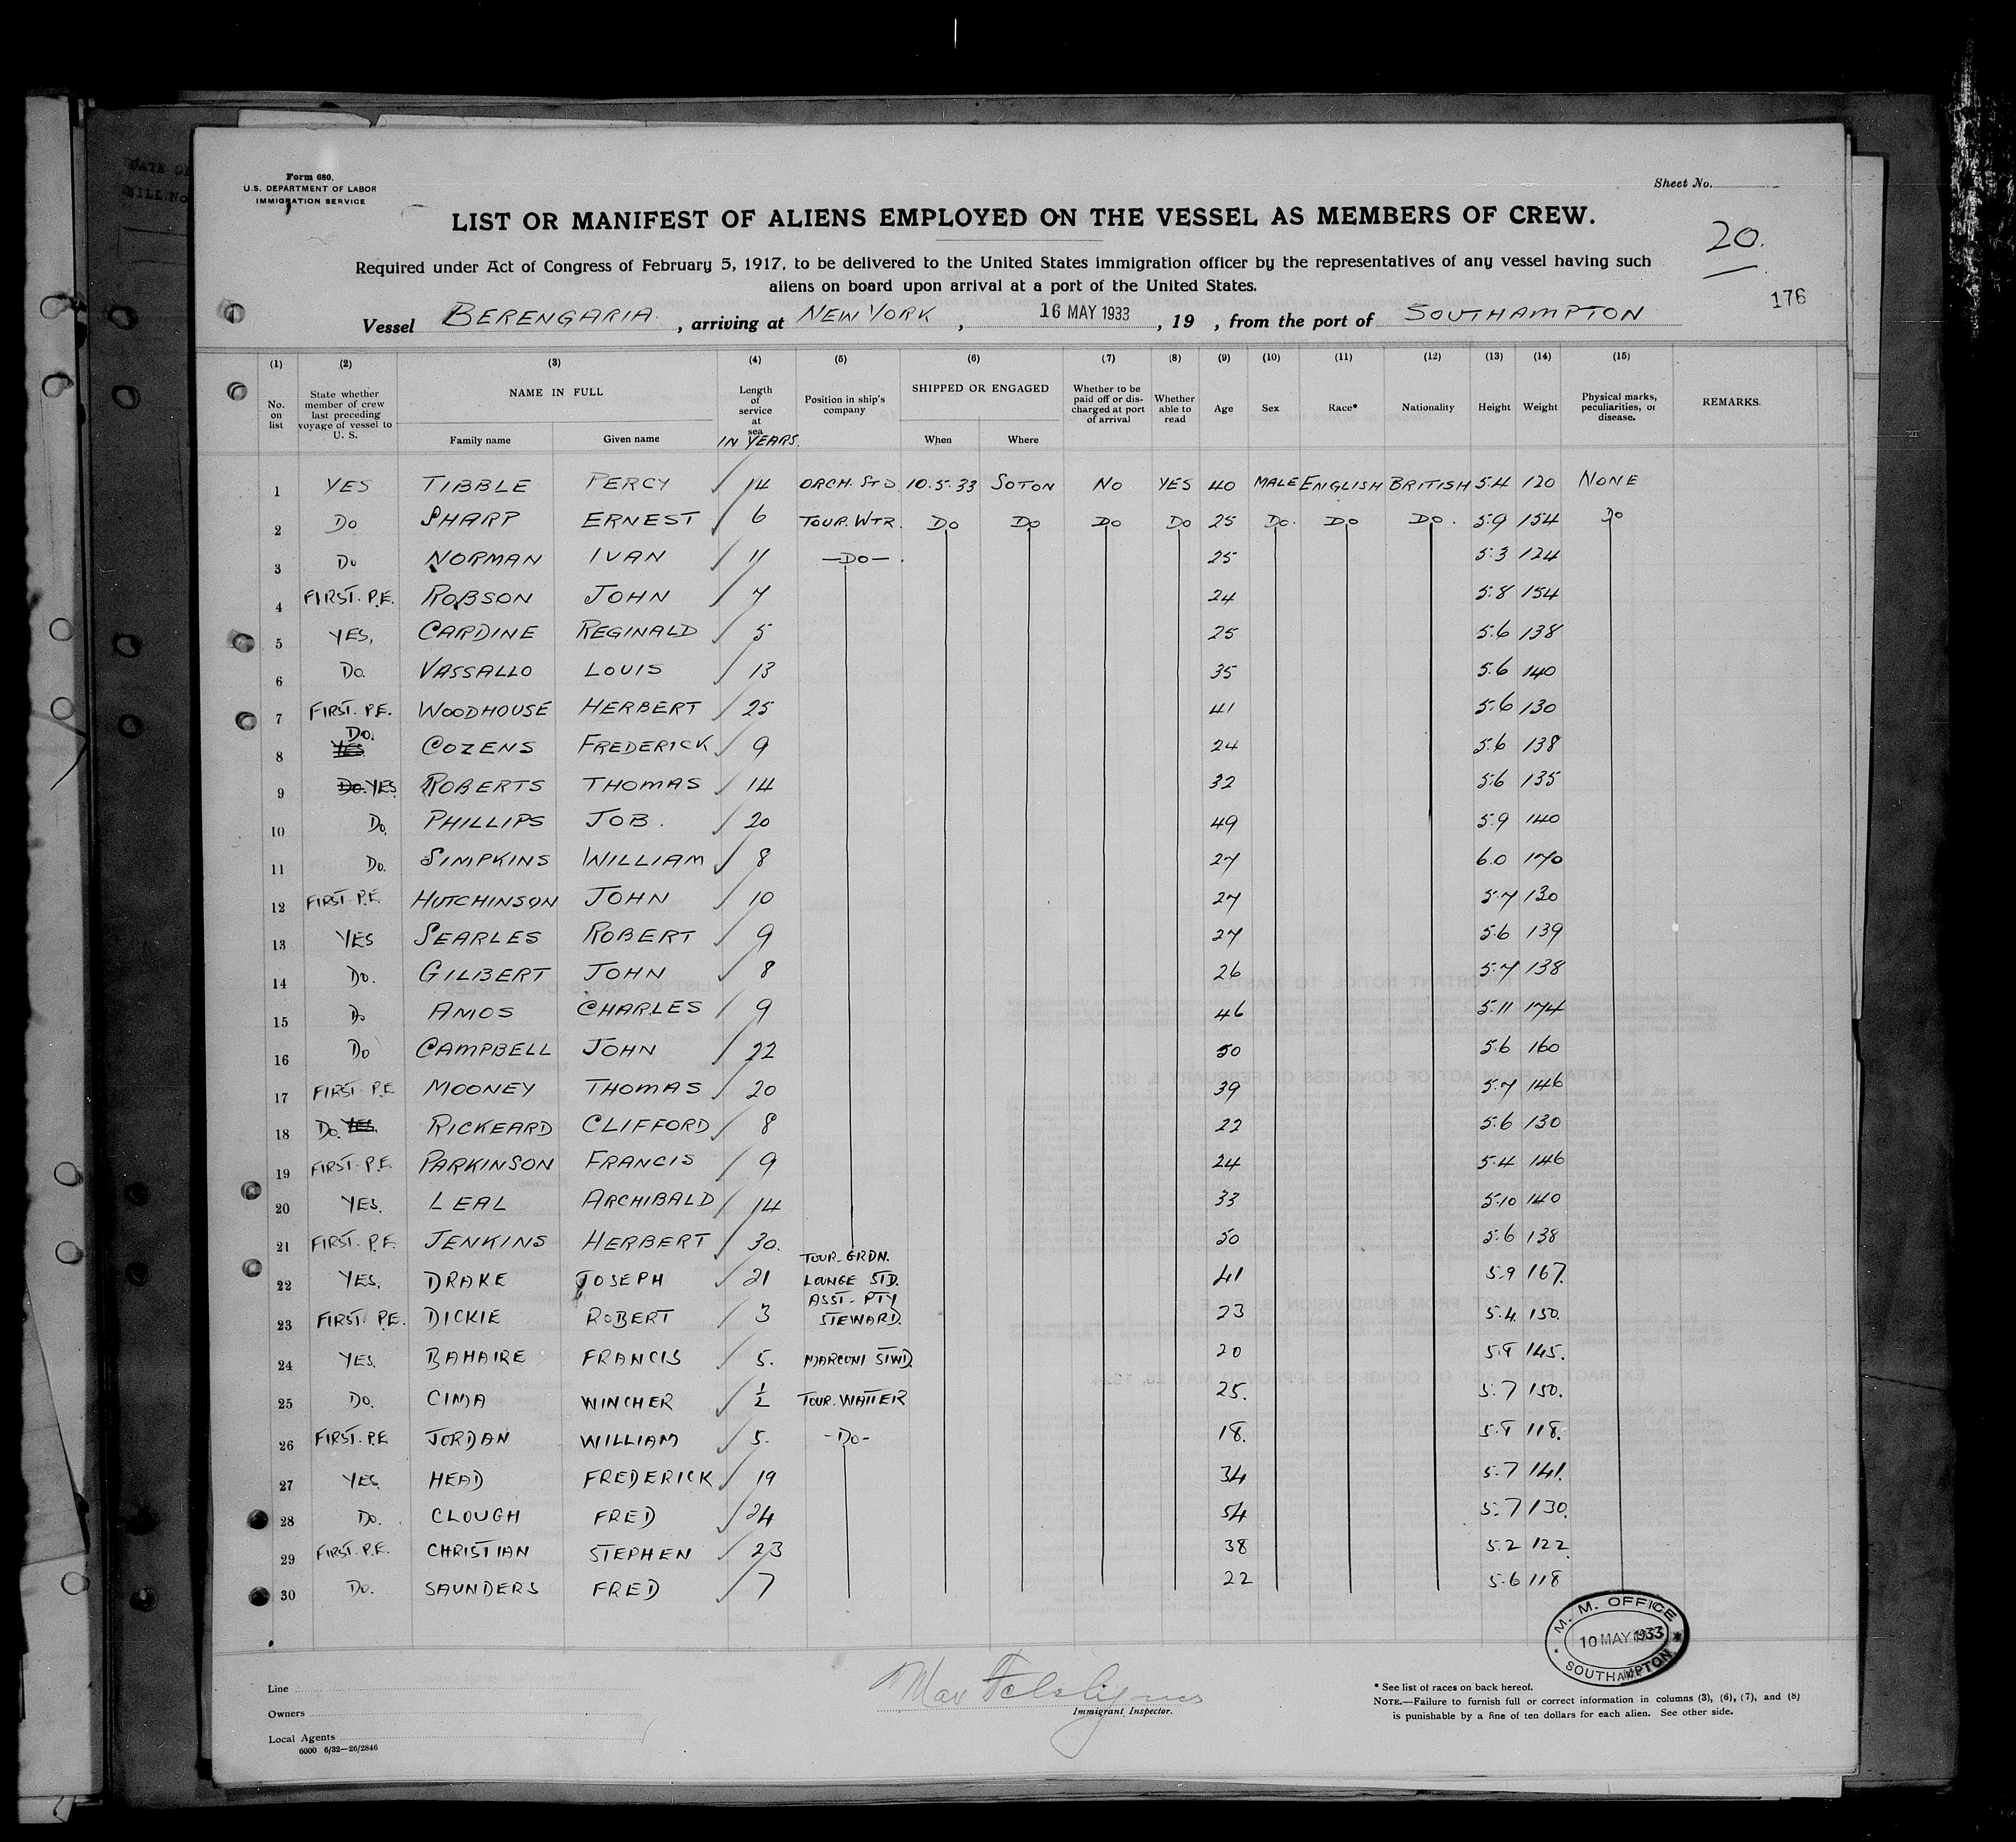 Form 680.
U.S. DEPARTMENT OF LABOR
IMMIGRATION SERVICE
Sheet No.
LIST OR MANIFEST OF ALIENS EMPLOYED ON THE VESSEL AS MEMBERS OF CREW.
20.
Required under Act of Congress of February 5, 1917, to be delivered to the United States immigration officer by the representatives of any vessel having such
aliens on board upon arrival at a port of the United States.
176
Vessel BERENGARIA, arriving at NEW YORK, 16 MAY 1933, 19 , from the port of SOUTHAMPTON
(1) (2) (3) (4) (5) (6) (7) (8) (9) (10) (11) (12) (13) (14) (15)
No. on list
State whether member of crew last preceding voyage of vessel to U. S.
NAME IN FULL
Family name
Given name
Length of service at sea
IN YEARS.
Position in ship's company
SHIPPED OR ENGAGED
When
Where
Whether to be paid off or discharged at port of arrival
Whether able to read
Age
Sex
Race*
Nationality
Height
Weight
Physical marks, peculiarities, or disease.
REMARKS.
1 YES TIBBLE PERCY 14 ORCH. STD 10.5.33 SOTON NO YES 40 MALE ENGLISH BRITISH 5.4 120 NONE
2 DO SHARP ERNEST 6 TOUR. WTR. DO DO DO DO 25 DO. DO DO. 5.9 154 DO
3 DO NORMAN IVAN 11 —DO—. 25 5.3 124
4 FIRST. P.E. ROBSON JOHN 7 24 5.8 154
5 YES, CARDINE REGINALD 5 25 5.6 138
6 DO. VASSALLO LOUIS 13 35 5.6 140
7 FIRST. P.E. WOODHOUSE HERBERT 25 41 5.6 130
8 YES DO. COZENS FREDERICK 9 24 5.6 138
9 DO. YES ROBERTS THOMAS 14 32 5.6 135
10 DO. PHILLIPS JOB. 20 49 5.9 140
11 DO. SIMPKINS WILLIAM 8 27 6.0 170
12 FIRST P.E. HUTCHINSON JOHN 10 27 5.7 130
13 YES SEARLES ROBERT 9 27 5.6 139
14 DO. GILBERT JOHN 8 26 5.7 138
15 DO AMOS CHARLES 9 46 5.11 174
16 DO CAMPBELL JOHN 22 50 5.6 160
17 FIRST. P.E MOONEY THOMAS 20 39 5.7 146
18 DO. YES. RICKEARD CLIFFORD 8 22 5.6 130
19 FIRST. P.E. PARKINSON FRANCIS 9 24 5.4 146
20 YES. LEAL ARCHIBALD 14 33 5.10 140
21 FIRST. P.E. JENKINS HERBERT 30. 50 5.6 138
22 YES. DRAKE JOSEPH 21 TOUR. GRDN. LOUNGE STD. 41 5.9 167.
23 FIRST P.E. DICKIE ROBERT 3 ASST. PTY STEWARD. 23 5.4. 150.
24 YES. BAHAIRE FRANCIS 5. MARCONI STWD. 20 5.8 145.
25 DO. CIMA WINCHER ½ TOUR. WAITER 25. 5.7 150.
26 FIRST. P.E JORDAN WILLIAM 5. -DO- 18. 5.8 118.
27 YES HEAD FREDERICK 19 34 5.7 141.
28 DO. CLOUGH FRED 24 54 5.7 130.
29 FIRST. P.E. CHRISTIAN STEPHEN 23 38 5.2 122.
30 DO. SAUNDERS FRED 7 22 5.6 118
M. M. OFFICE
10 MAY 1933
SOUTHAMPTON
Line
Owners
Local Agents
6000 6/32—26/2846
Max
Immigrant Inspector.
* See list of races on back hereof.
NOTE.—Failure to furnish full or correct information in columns (3), (6), (7), and (8)
is punishable by a fine of ten dollars for each alien. See other side.